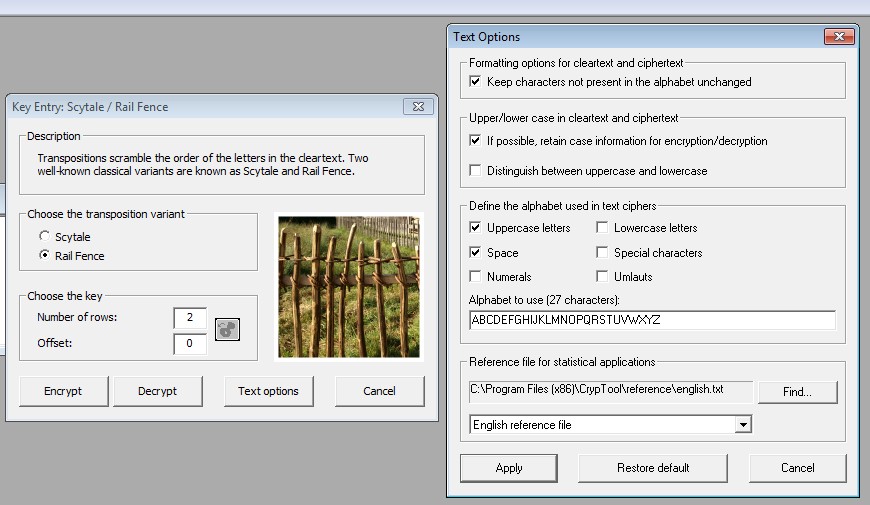 Key Entry: Scytale / Rail Fence
Description
Transpositions scramble the order of the letters in the cleartext. Two
well-known classical variants are known as Scytale and Rail Fence.
Choose the transposition variant
Scytale
Rail Fence
Choose the key
Number of rows: 2
Offset: 0
Encrypt
Decrypt
Text options
Cancel
Text Options
Formatting options for cleartext and ciphertext
Keep characters not present in the alphabet unchanged
Upper/lower case in cleartext and ciphertext
If possible, retain case information for encryption/decryption
Distinguish between uppercase and lowercase
Define the alphabet used in text ciphers
Uppercase letters
Lowercase letters
Space
Special characters
Numerals
Umlauts
Alphabet to use (27 characters):
ABCDEFGHIJKLMNOPQRSTUVWXYZ
Reference file for statistical applications
C:\Program Files (x86)\CrypTool\reference\english.txt
Find...
English reference file
Apply
Restore default
Cancel